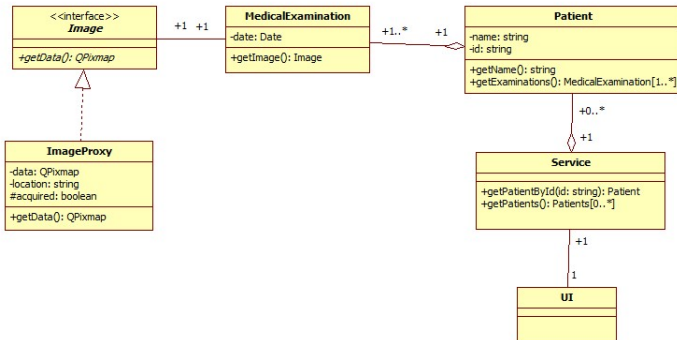 <<interface>>
Image
+getData(): QPixmap
+1 +1
MedicalExamination
-date: Date
+getImage(): Image
+1..*
+1
Patient
-name: string
-id: string
+getName(): string
+getExaminations(): MedicalExamination[1..*]
+0..*
+1
ImageProxy
-data: QPixmap
-location: string
#acquired: boolean
+getData(): QPixmap
Service
+getPatientById(id: string): Patient
+getPatients(): Patients[0..*]
+1
1
UI